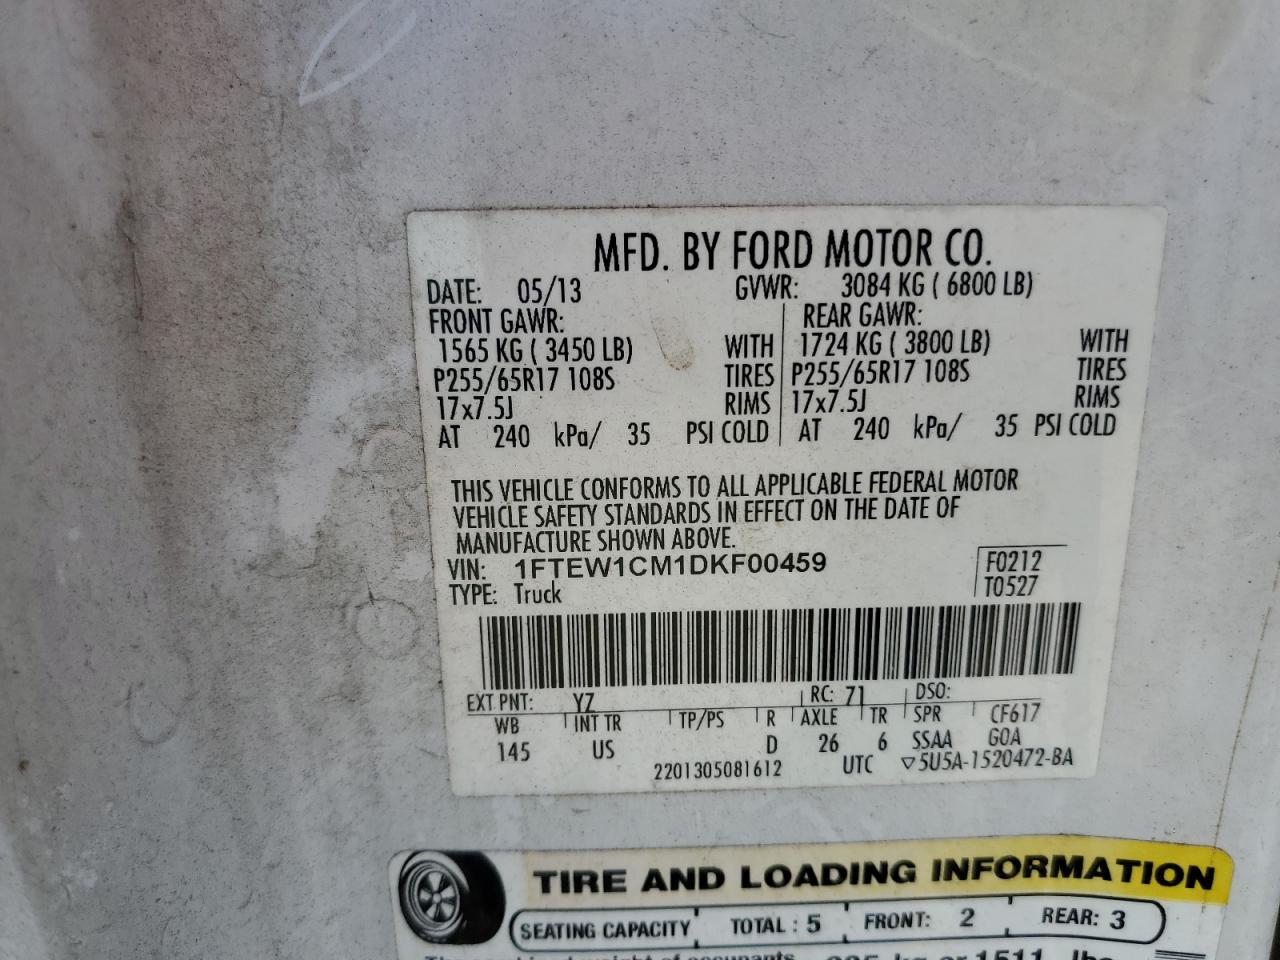 MFD. BY FORD MOTOR CO.
DATE: 05/13 GVWR: 3084 KG ( 6800 LB)
FRONT GAWR: REAR GAWR:
1565 KG ( 3450 LB) WITH 1724 KG ( 3800 LB) WITH
P255/65R17 108S TIRES P255/65R17 108S TIRES
17x7.5J RIMS 17x7.5J RIMS
AT 240 kPa/ 35 PSI COLD AT 240 kPa/ 35 PSI COLD
THIS VEHICLE CONFORMS TO ALL APPLICABLE FEDERAL MOTOR
VEHICLE SAFETY STANDARDS IN EFFECT ON THE DATE OF
MANUFACTURE SHOWN ABOVE.
VIN: 1FTEW1CM1DKF00459 F0212
TYPE: Truck T0527
EXT PNT: YZ RC: 71 DSO:
WB INT TR TP/PS R AXLE TR SPR CF617
145 US D 26 6 SSAA G0A
2201305081612 UTC ▽5U5A-1520472-BA
TIRE AND LOADING INFORMATION
SEATING CAPACITY TOTAL : 5 FRONT: 2 REAR: 3